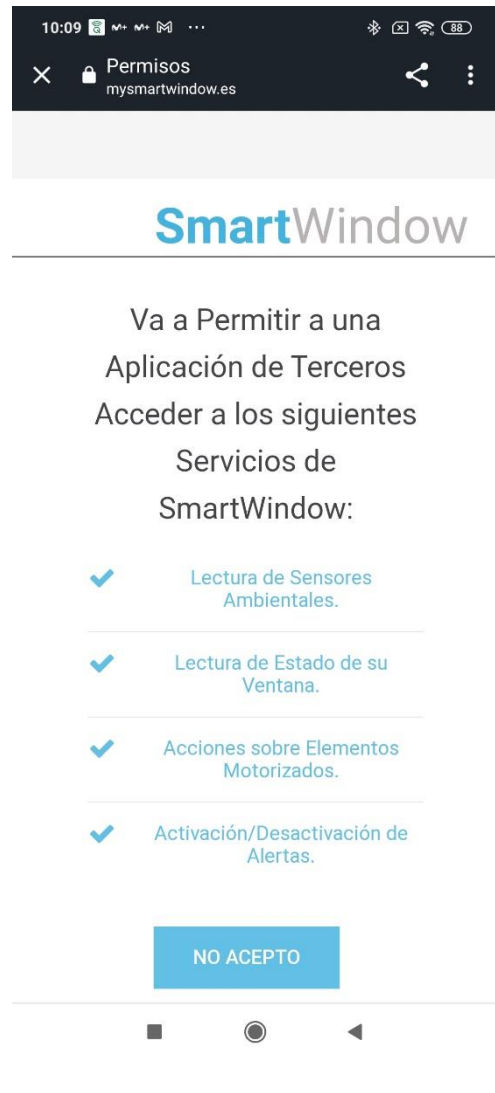 10:09
88
Permisos
mysmartwindow.es
SmartWindow
Va a Permitir a una
Aplicación de Terceros
Acceder a los siguientes
Servicios de
SmartWindow:
Lectura de Sensores
Ambientales.
Lectura de Estado de su
Ventana.
Acciones sobre Elementos
Motorizados.
Activación/Desactivación de
Alertas.
NO ACEPTO